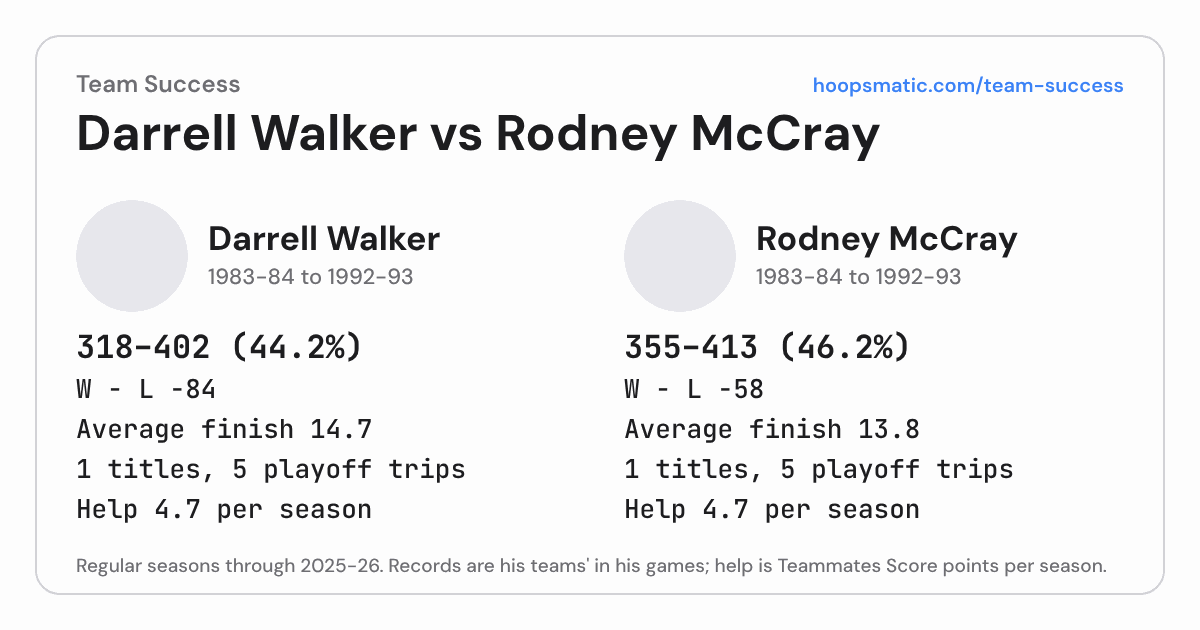 Team Success
hoopsmatic.com/team-success
Darrell Walker vs Rodney McCray
Darrell Walker
1983-84 to 1992-93
318-402 (44.2%)
W - L -84
Average finish 14.7
1 titles, 5 playoff trips
Help 4.7 per season
Rodney McCray
1983-84 to 1992-93
355-413 (46.2%)
W - L -58
Average finish 13.8
1 titles, 5 playoff trips
Help 4.7 per season
Regular seasons through 2025-26. Records are his teams' in his games; help is Teammates Score points per season.